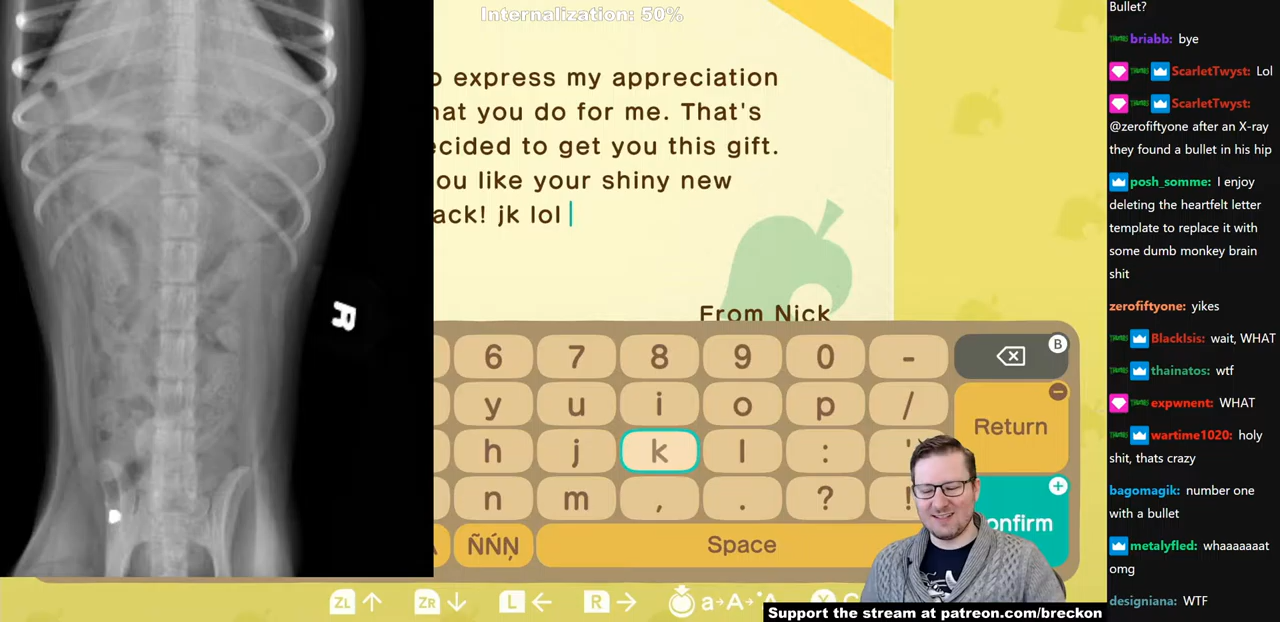 Internalization: 50%
o express my appreciation
hat you do for me. That's
ecided to get you this gift.
ou like your shiny new
ack! jk lol
From Nick
R
6 7 8 9 0 - B
y u i o p / Return
h j k l : '
n m , . ? ! Confirm
ÑŃŅ Space
ZL ↑ ZR ↓ L ← R → a→A→
Support the stream at patreon.com/breckon
Bullet?
briabb: bye
ScarletTwyst: Lol
ScarletTwyst:
@zerofiftyone after an X-ray
they found a bullet in his hip
posh_somme: I enjoy
deleting the heartfelt letter
template to replace it with
some dumb monkey brain
shit
zerofiftyone: yikes
BlackIsis: wait, WHAT
thainatos: wtf
expwnent: WHAT
wartime1020: holy
shit, thats crazy
bagomagik: number one
with a bullet
metalyfled: whaaaaaaat
omg
designiana: WTF